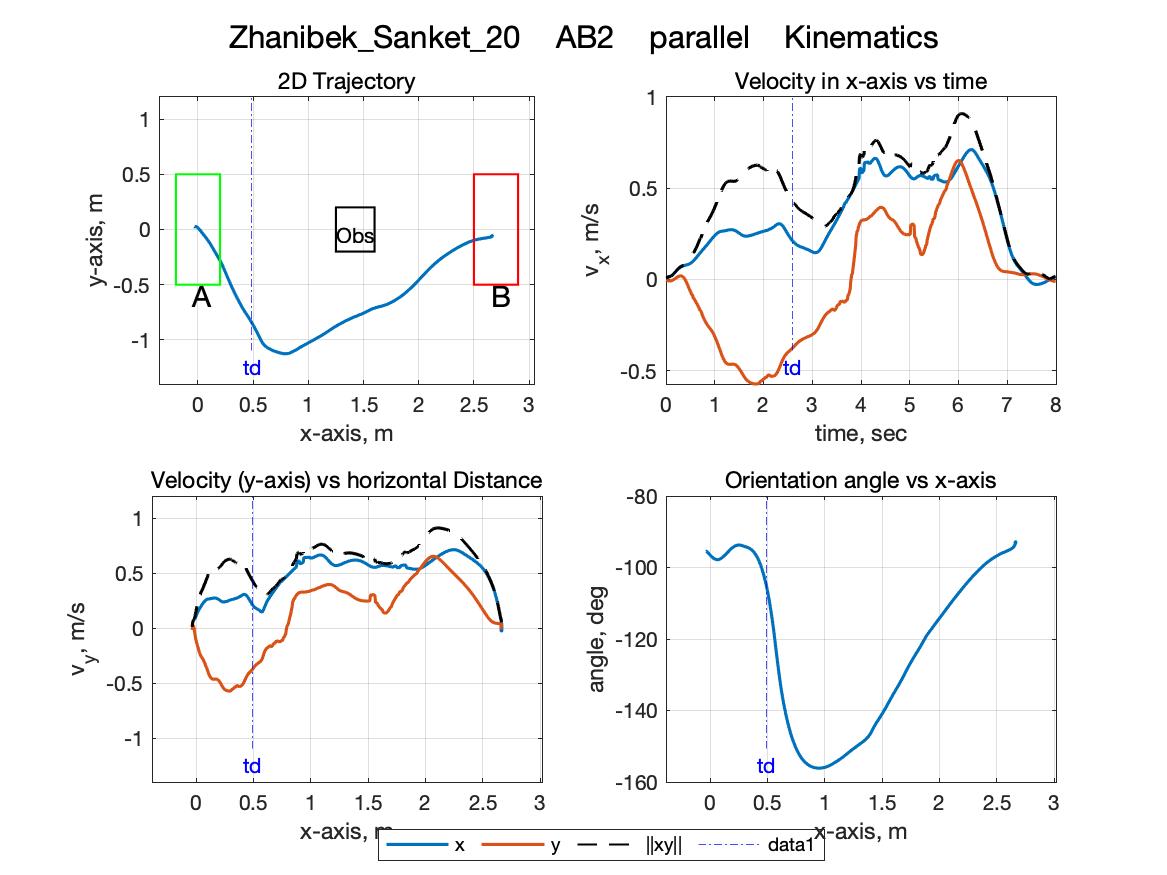 Zhanibek_Sanket_20 AB2 parallel Kinematics
2D Trajectory
1
0.5
0
-0.5
-1
y-axis, m
Obs
A
B
td
0 0.5 1 1.5 2 2.5 3
x-axis, m
Velocity in x-axis vs time
1
0.5
0
-0.5
vx, m/s
td
0 1 2 3 4 5 6 7 8
time, sec
Velocity (y-axis) vs horizontal Distance
1
0.5
0
-0.5
-1
vy, m/s
td
0 0.5 1 1.5 2 2.5 3
x-axis, m
Orientation angle vs x-axis
-80
-100
-120
-140
-160
angle, deg
td
0 0.5 1 1.5 2 2.5 3
x-axis, m
x y ||xy|| data1